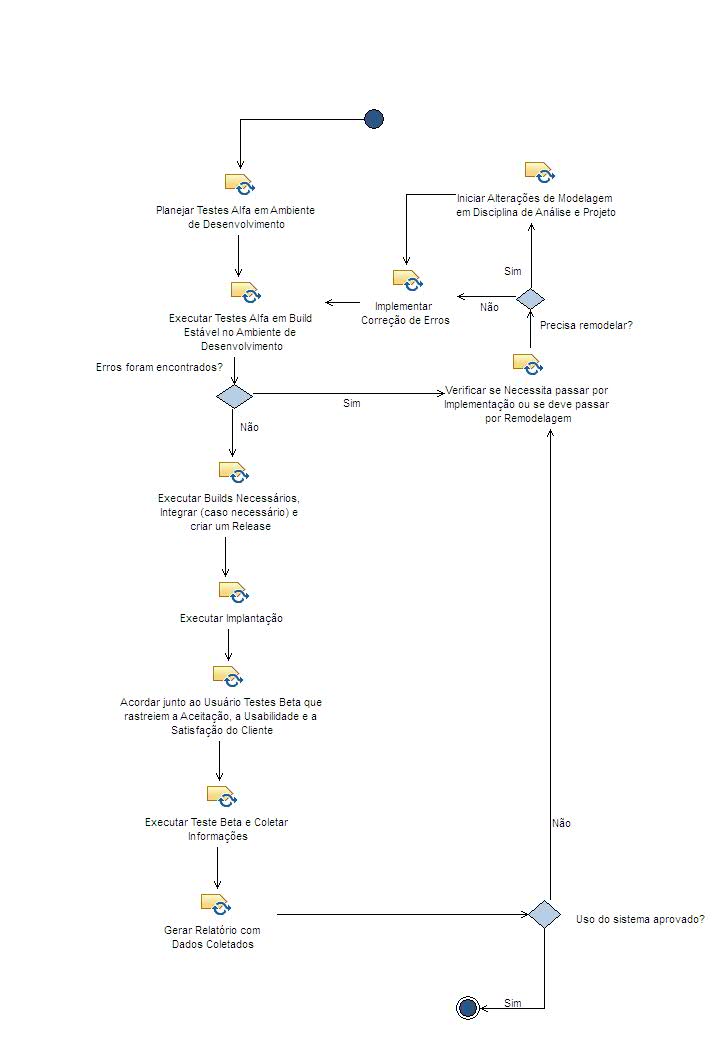 Planejar Testes Alfa em Ambiente
de Desenvolvimento
Iniciar Alterações de Modelagem
em Disciplina de Análise e Projeto
Sim
Não
Implementar
Correção de Erros
Precisa remodelar?
Executar Testes Alfa em Build
Estável no Ambiente de
Desenvolvimento
Erros foram encontrados?
Sim
Verificar se Necessita passar por
Implementação ou se deve passar
por Remodelagem
Não
Executar Builds Necessários,
Integrar (caso necessário) e
criar um Release
Executar Implantação
Acordar junto ao Usuário Testes Beta que
rastreiem a Aceitação, a Usabilidade e a
Satisfação do Cliente
Executar Teste Beta e Coletar
Informações
Não
Gerar Relatório com
Dados Coletados
Uso do sistema aprovado?
Sim